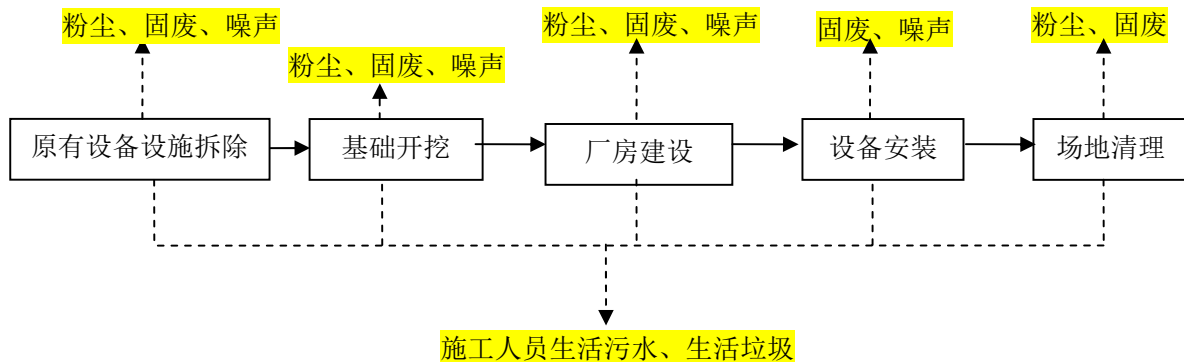 粉尘、固废、噪声
粉尘、固废、噪声
粉尘、固废、噪声
固废、噪声
粉尘、固废
原有设备设施拆除
基础开挖
厂房建设
设备安装
场地清理
施工人员生活污水、生活垃圾